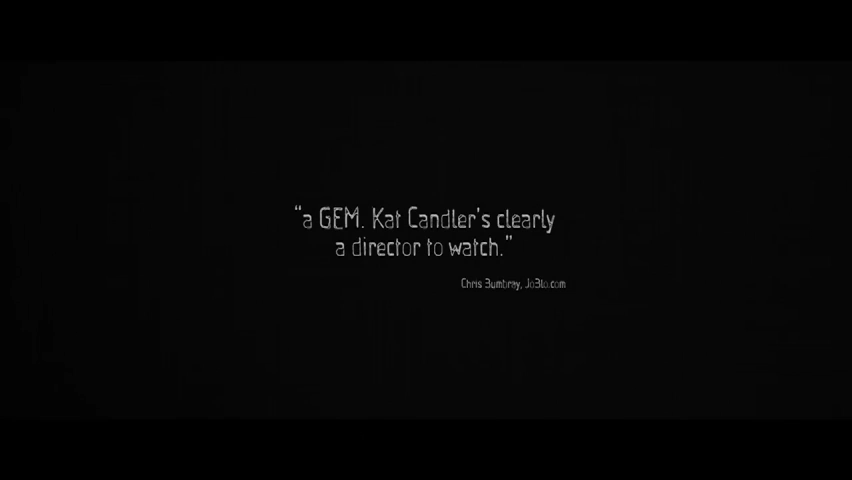 “a GEM. Kat Candler’s clearly
a director to watch.”
Chris Bumbray, JoBlo.com